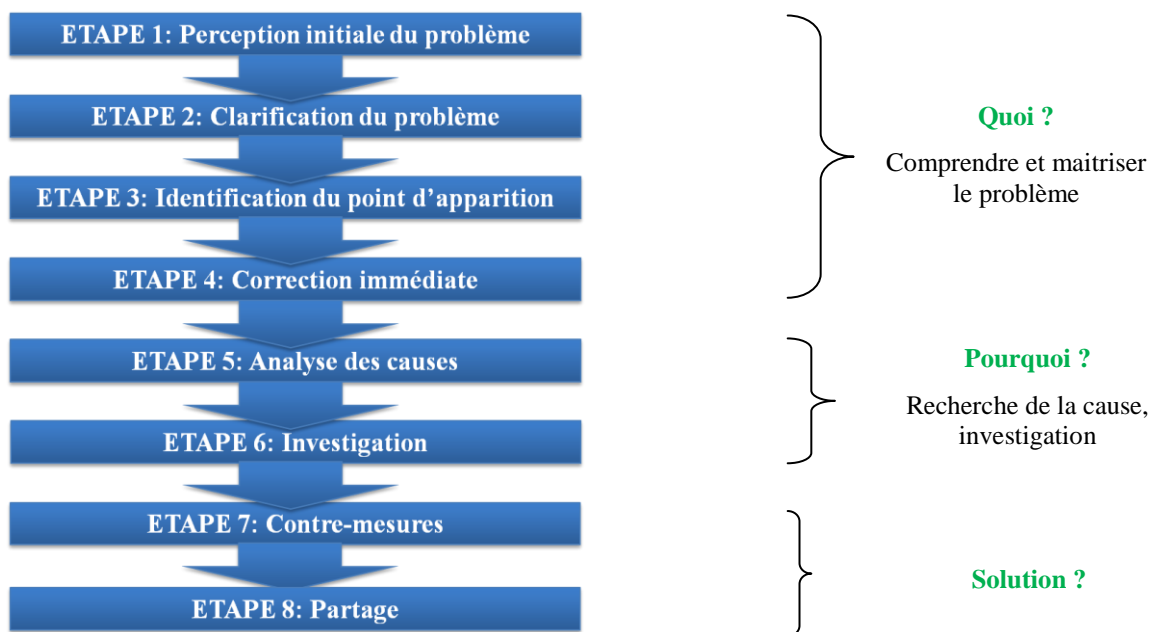 ETAPE 1: Perception initiale du problème
ETAPE 2: Clarification du problème
ETAPE 3: Identification du point d’apparition
ETAPE 4: Correction immédiate
Quoi ?
Comprendre et maitriser
le problème
ETAPE 5: Analyse des causes
ETAPE 6: Investigation
Pourquoi ?
Recherche de la cause,
investigation
ETAPE 7: Contre-mesures
ETAPE 8: Partage
Solution ?